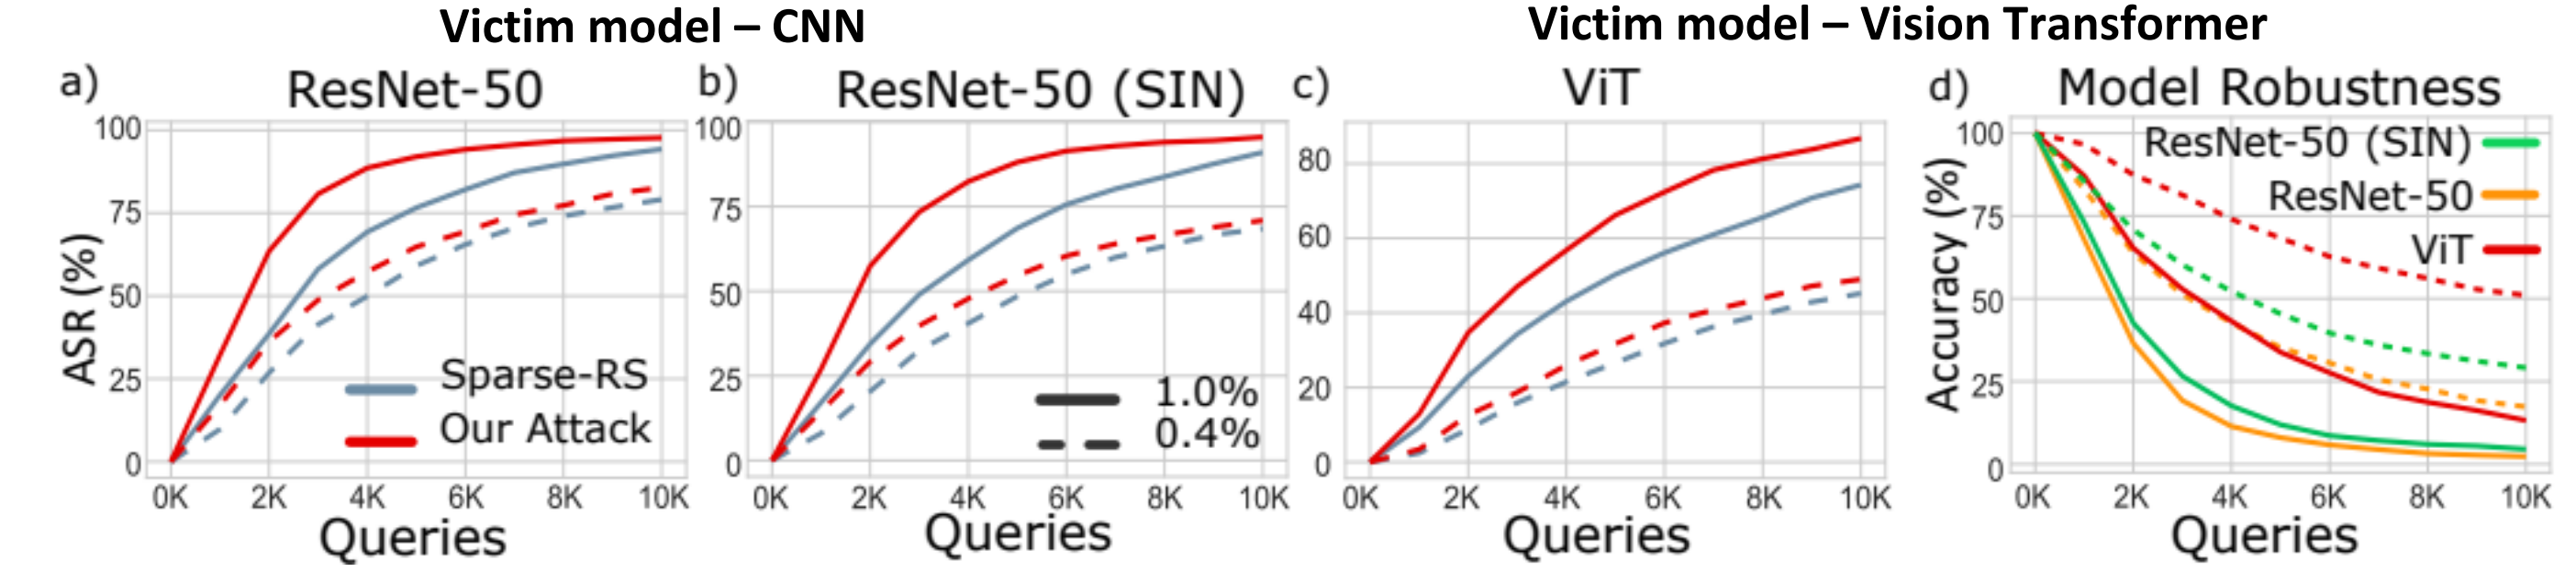 Victim model – CNN
Victim model – Vision Transformer
a)
ResNet-50
100
75
50
25
0
ASR (%)
Sparse-RS
Our Attack
0K 2K 4K 6K 8K 10K
Queries
b)
ResNet-50 (SIN)
100
75
50
25
0
1.0%
0.4%
0K 2K 4K 6K 8K 10K
Queries
c)
ViT
80
60
40
20
0
0K 2K 4K 6K 8K 10K
Queries
d)
Model Robustness
100
75
50
25
0
Accuracy (%)
ResNet-50 (SIN)
ResNet-50
ViT
0K 2K 4K 6K 8K 10K
Queries